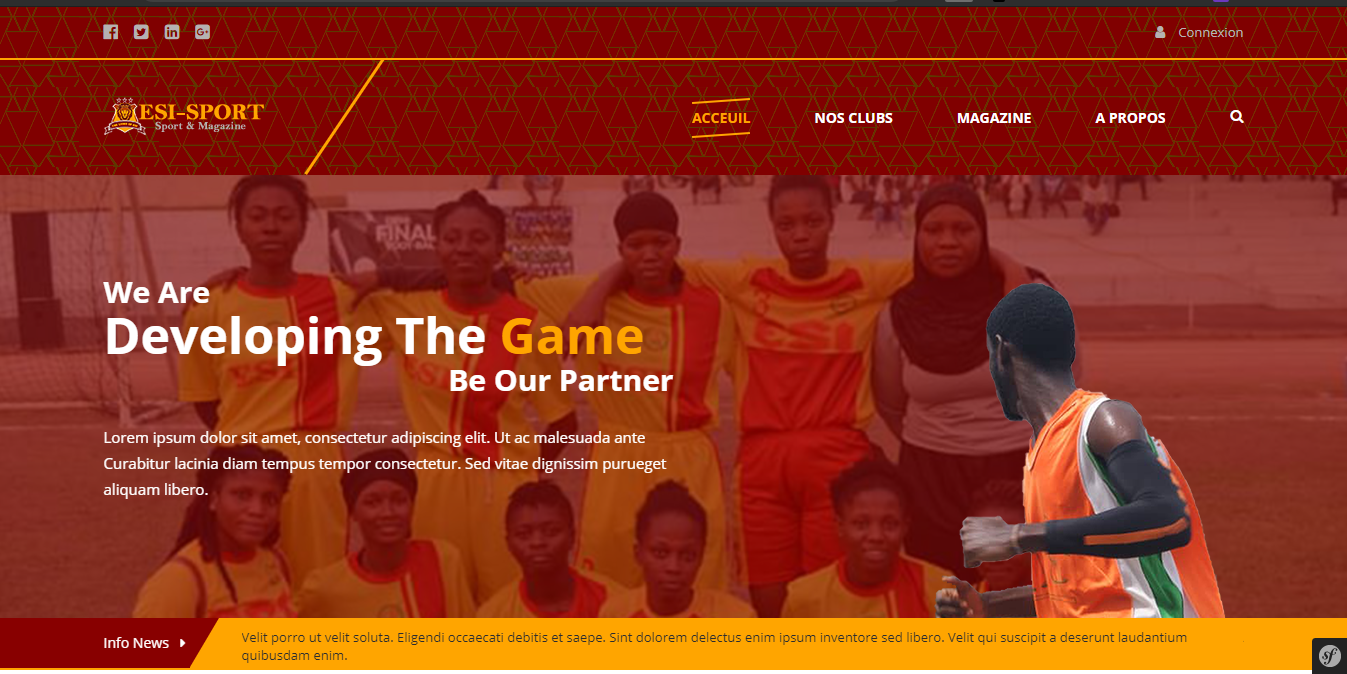 Connexion
ESI-SPORT
Sport & Magazine
ACCEUIL
NOS CLUBS
MAGAZINE
A PROPOS
FINAL
We Are
Developing The Game
Be Our Partner
Lorem ipsum dolor sit amet, consectetur adipiscing elit. Ut ac malesuada ante
Curabitur lacinia diam tempus tempor consectetur. Sed vitae dignissim purueget
aliquam libero.
ESI
Info News
Velit porro ut velit soluta. Eligendi occaecati debitis et saepe. Sint dolorem delectus enim ipsum inventore sed libero. Velit qui suscipit a deserunt laudantium
quibusdam enim.
sf